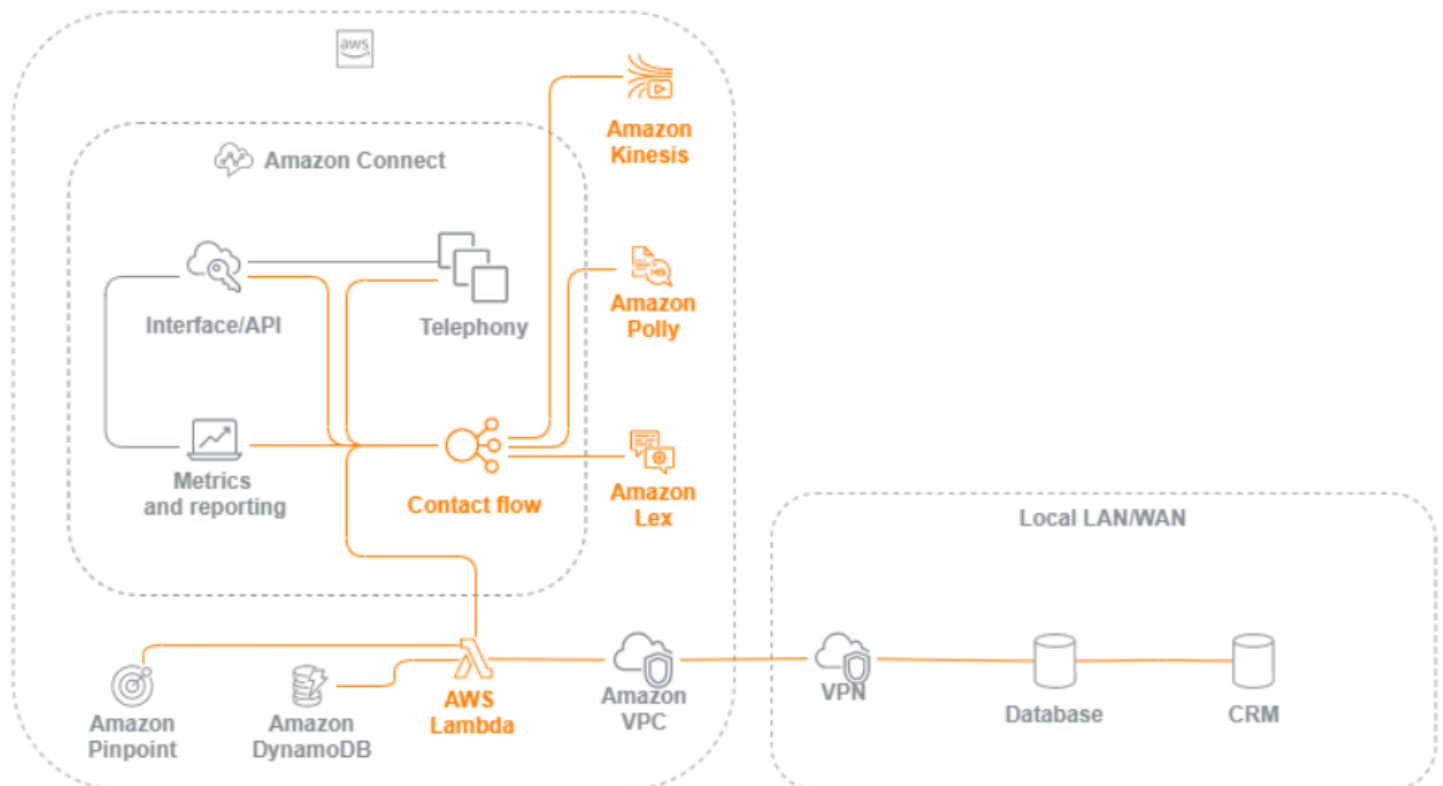 aws
Amazon
Kinesis
Amazon Connect
Interface/API
Telephony
Amazon
Polly
Metrics
and reporting
Contact flow
Amazon
Lex
Local LAN/WAN
Amazon
Pinpoint
Amazon
DynamoDB
AWS
Lambda
Amazon
VPC
VPN
Database
CRM